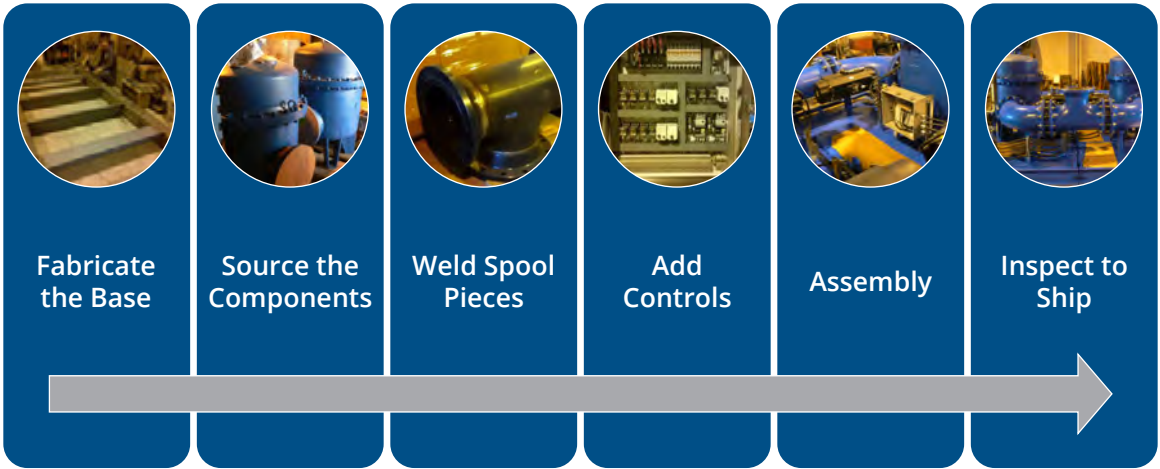 Fabricate
the Base
Source the
Components
Weld Spool
Pieces
Add
Controls
Assembly
Inspect to
Ship